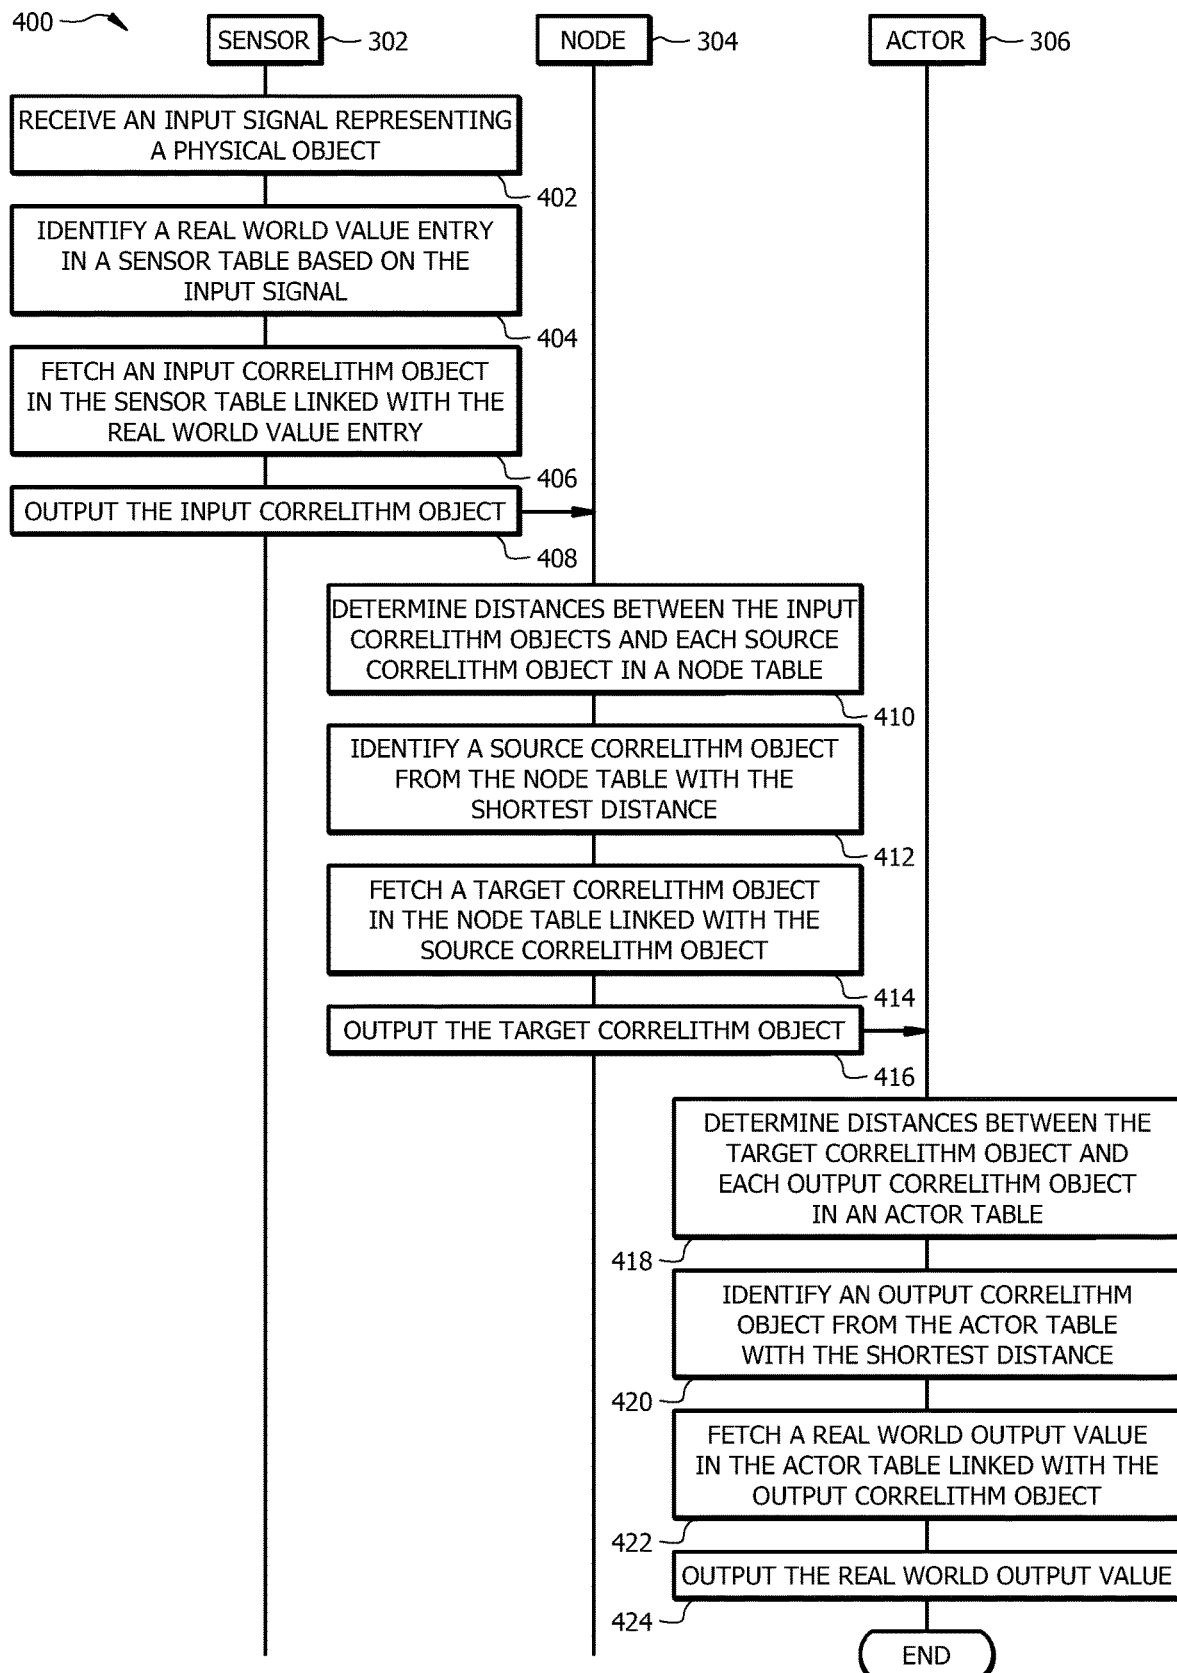 400
SENSOR
302
NODE
304
ACTOR
306
RECEIVE AN INPUT SIGNAL REPRESENTING
A PHYSICAL OBJECT
402
IDENTIFY A REAL WORLD VALUE ENTRY
IN A SENSOR TABLE BASED ON THE
INPUT SIGNAL
404
FETCH AN INPUT CORRELITHM OBJECT
IN THE SENSOR TABLE LINKED WITH THE
REAL WORLD VALUE ENTRY
406
OUTPUT THE INPUT CORRELITHM OBJECT
408
DETERMINE DISTANCES BETWEEN THE INPUT
CORRELITHM OBJECTS AND EACH SOURCE
CORRELITHM OBJECT IN A NODE TABLE
410
IDENTIFY A SOURCE CORRELITHM OBJECT
FROM THE NODE TABLE WITH THE
SHORTEST DISTANCE
412
FETCH A TARGET CORRELITHM OBJECT
IN THE NODE TABLE LINKED WITH THE
SOURCE CORRELITHM OBJECT
414
OUTPUT THE TARGET CORRELITHM OBJECT
416
DETERMINE DISTANCES BETWEEN THE
TARGET CORRELITHM OBJECT AND
EACH OUTPUT CORRELITHM OBJECT
IN AN ACTOR TABLE
418
IDENTIFY AN OUTPUT CORRELITHM
OBJECT FROM THE ACTOR TABLE
WITH THE SHORTEST DISTANCE
420
FETCH A REAL WORLD OUTPUT VALUE
IN THE ACTOR TABLE LINKED WITH THE
OUTPUT CORRELITHM OBJECT
422
OUTPUT THE REAL WORLD OUTPUT VALUE
424
END